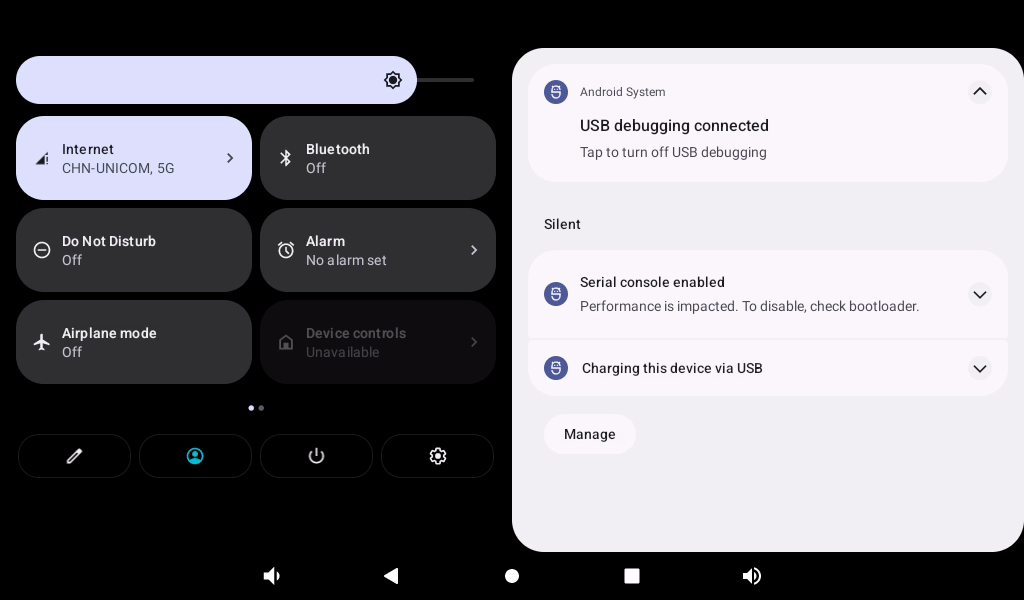 Internet
CHN-UNICOM, 5G
Bluetooth
Off
Do Not Disturb
Off
Alarm
No alarm set
Airplane mode
Off
Device controls
Unavailable
Android System
USB debugging connected
Tap to turn off USB debugging
Silent
Serial console enabled
Performance is impacted. To disable, check bootloader.
Charging this device via USB
Manage